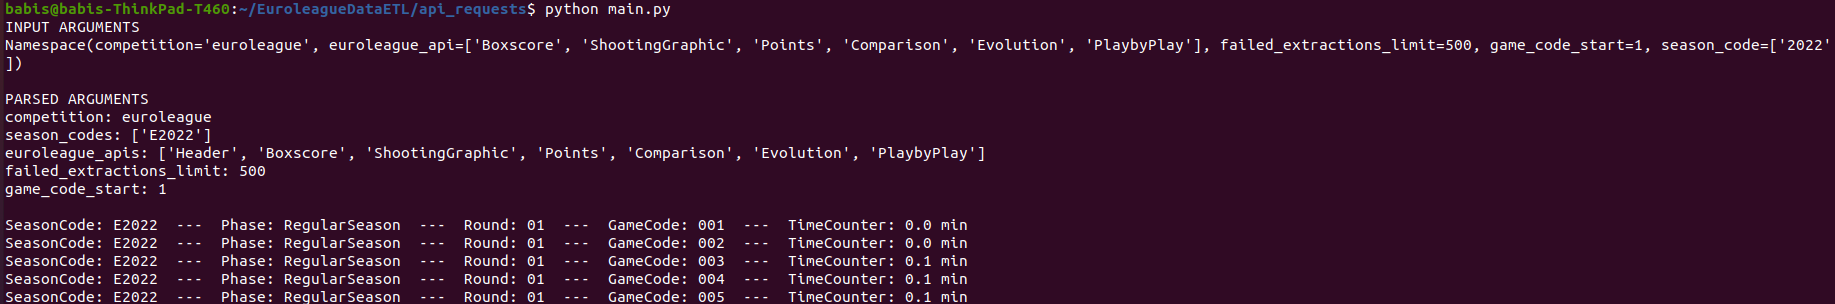 babis@babis-ThinkPad-T460:~/EuroleagueDataETL/api_requests$ python main.py
INPUT ARGUMENTS
Namespace(competition='euroleague', euroleague_api=['Boxscore', 'ShootingGraphic', 'Points', 'Comparison', 'Evolution', 'PlaybyPlay'], failed_extractions_limit=500, game_code_start=1, season_code=['2022'
])
PARSED ARGUMENTS
competition: euroleague
season_codes: ['E2022']
euroleague_apis: ['Header', 'Boxscore', 'ShootingGraphic', 'Points', 'Comparison', 'Evolution', 'PlaybyPlay']
failed_extractions_limit: 500
game_code_start: 1
SeasonCode: E2022  ---  Phase: RegularSeason  ---  Round: 01  ---  GameCode: 001  ---  TimeCounter: 0.0 min
SeasonCode: E2022  ---  Phase: RegularSeason  ---  Round: 01  ---  GameCode: 002  ---  TimeCounter: 0.0 min
SeasonCode: E2022  ---  Phase: RegularSeason  ---  Round: 01  ---  GameCode: 003  ---  TimeCounter: 0.1 min
SeasonCode: E2022  ---  Phase: RegularSeason  ---  Round: 01  ---  GameCode: 004  ---  TimeCounter: 0.1 min
SeasonCode: E2022  ---  Phase: RegularSeason  ---  Round: 01  ---  GameCode: 005  ---  TimeCounter: 0.1 min